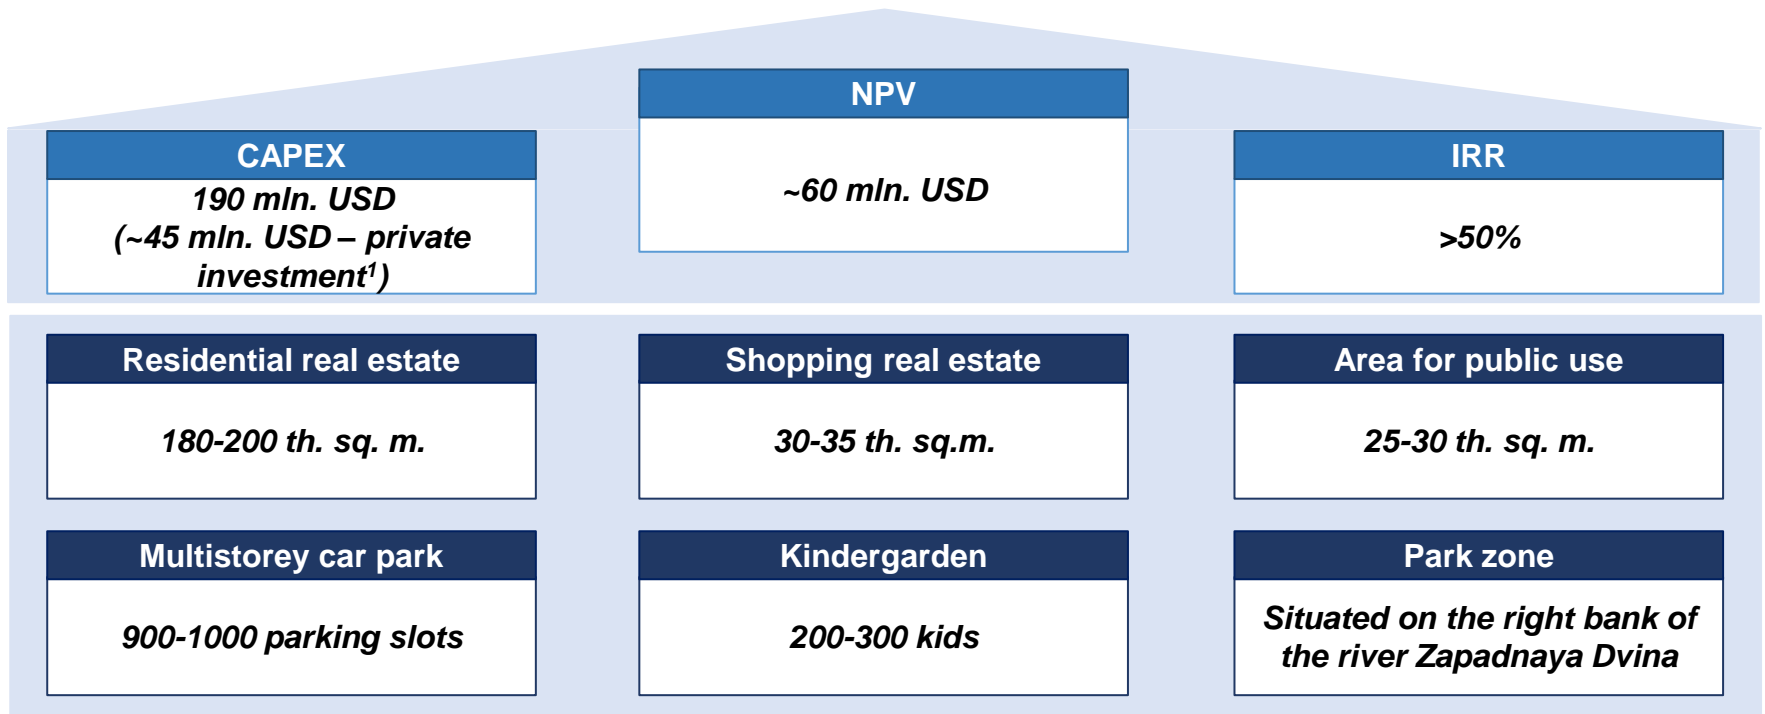 NPV
~60 mln. USD
CAPEX
190 mln. USD
(~45 mln. USD – private
investment¹)
IRR
>50%
Residential real estate
180-200 th. sq. m.
Shopping real estate
30-35 th. sq.m.
Area for public use
25-30 th. sq. m.
Multistorey car park
900-1000 parking slots
Kindergarden
200-300 kids
Park zone
Situated on the right bank of
the river Zapadnaya Dvina